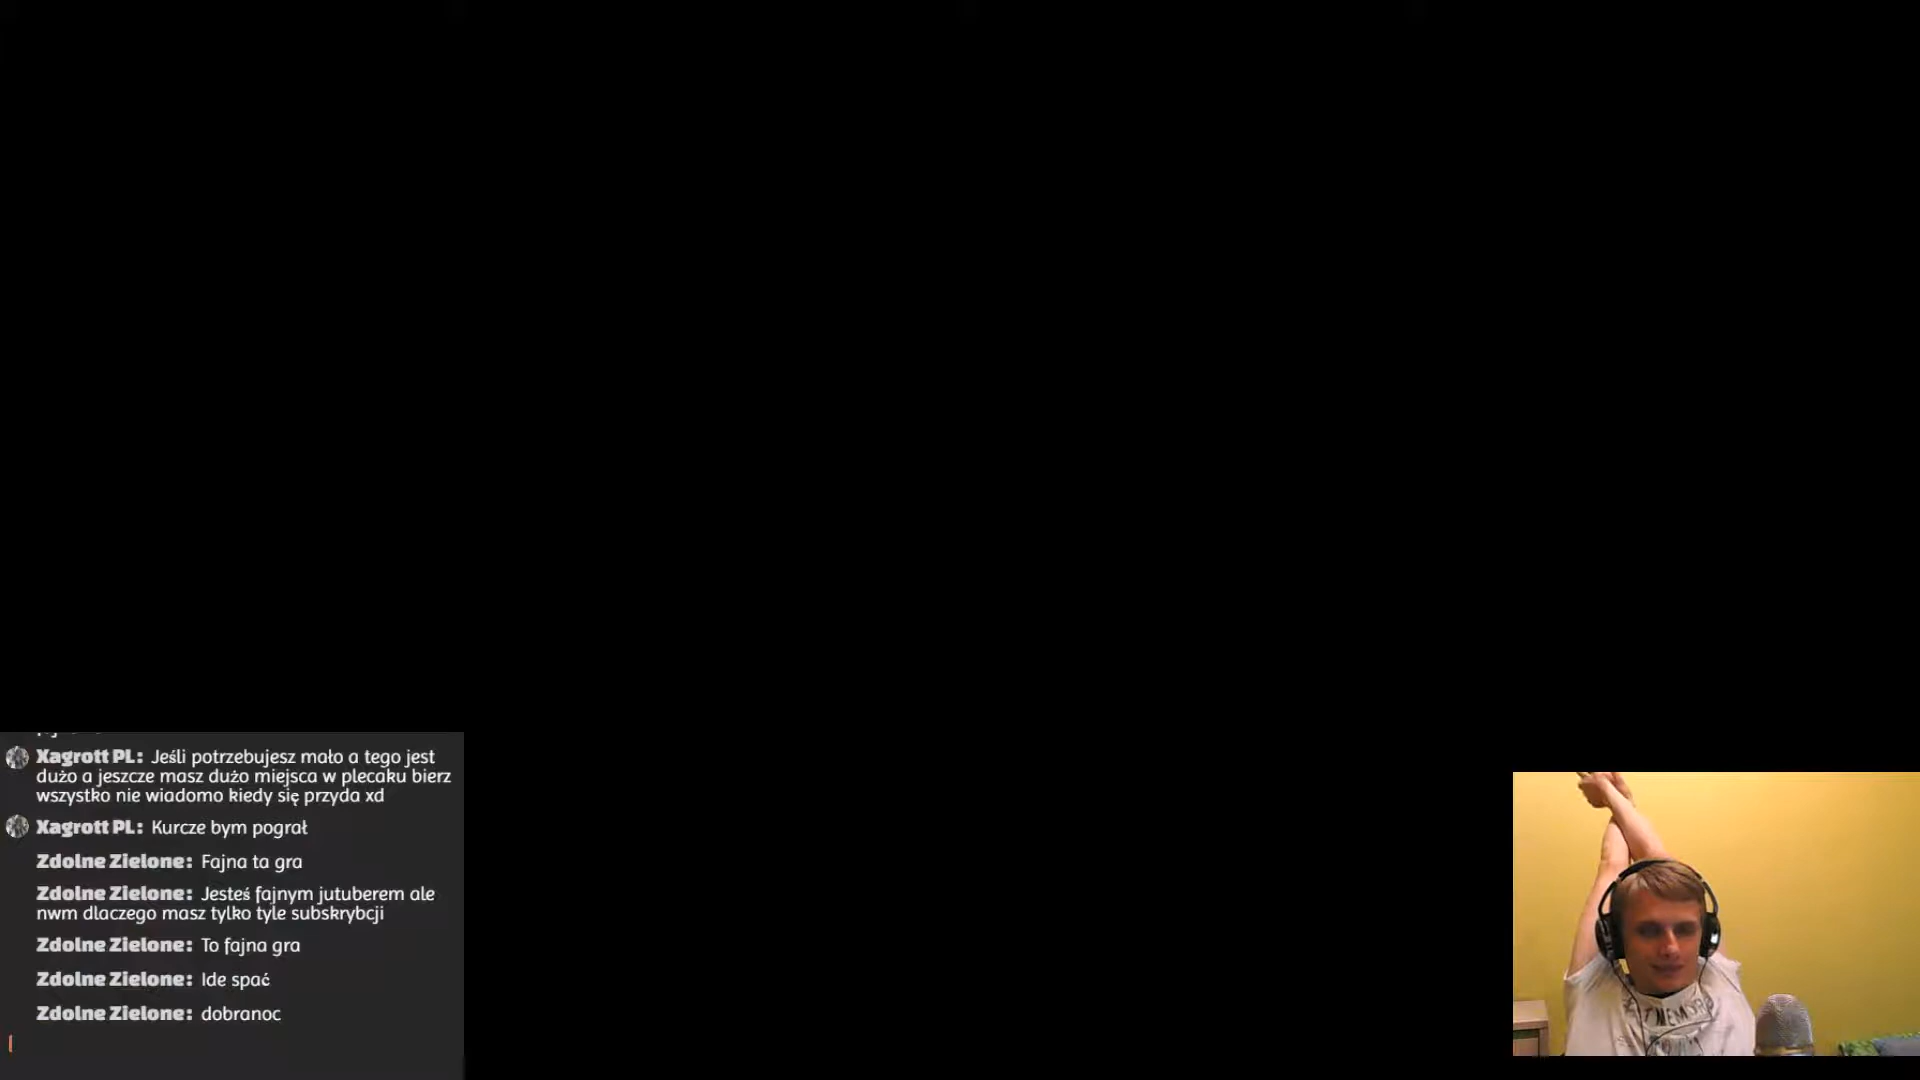 Xagrott PL: Jeśli potrzebujesz mało a tego jest
dużo a jeszcze masz dużo miejsca w plecaku bierz
wszystko nie wiadomo kiedy się przyda xd
Xagrott PL: Kurcze bym pograł
Zdolne Zielone: Fajna ta gra
Zdolne Zielone: Jesteś fajnym jutuberem ale
nwm dlaczego masz tylko tyle subskrybcji
Zdolne Zielone: To fajna gra
Zdolne Zielone: Ide spać
Zdolne Zielone: dobranoc